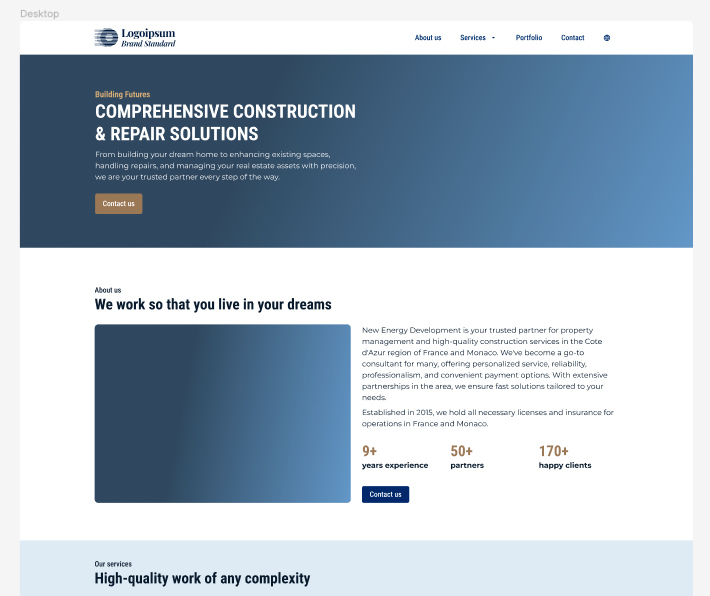 Desktop
Logoipsum
Brand Standard
About us
Services
Portfolio
Contact
Building Futures
COMPREHENSIVE CONSTRUCTION
& REPAIR SOLUTIONS
From building your dream home to enhancing existing spaces,
handling repairs, and managing your real estate assets with precision,
we are your trusted partner every step of the way.
Contact us
About us
We work so that you live in your dreams
New Energy Development is your trusted partner for property
management and high-quality construction services in the Cote
d'Azur region of France and Monaco. We've become a go-to
consultant for many, offering personalized service, reliability,
professionalism, and convenient payment options. With extensive
partnerships in the area, we ensure fast solutions tailored to your
needs.
Established in 2015, we hold all necessary licenses and insurance for
operations in France and Monaco.
9+
years experience
50+
partners
170+
happy clients
Contact us
Our services
High-quality work of any complexity